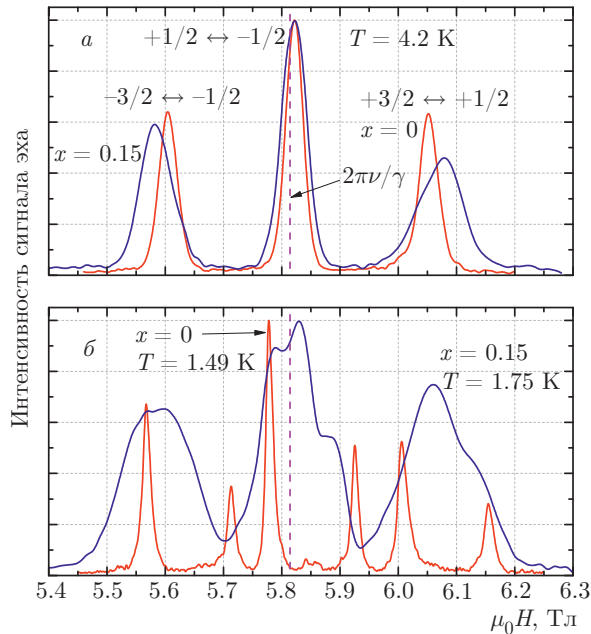 а
+1/2 ↔ –1/2
T = 4.2 K
–3/2 ↔ –1/2
+3/2 ↔ +1/2
x = 0.15
x = 0
2πν/γ
Интенсивность сигнала эха
б
x = 0
T = 1.49 K
x = 0.15
T = 1.75 K
5.4 5.5 5.6 5.7 5.8 5.9 6.0 6.1 6.2 6.3
μ₀H, Тл